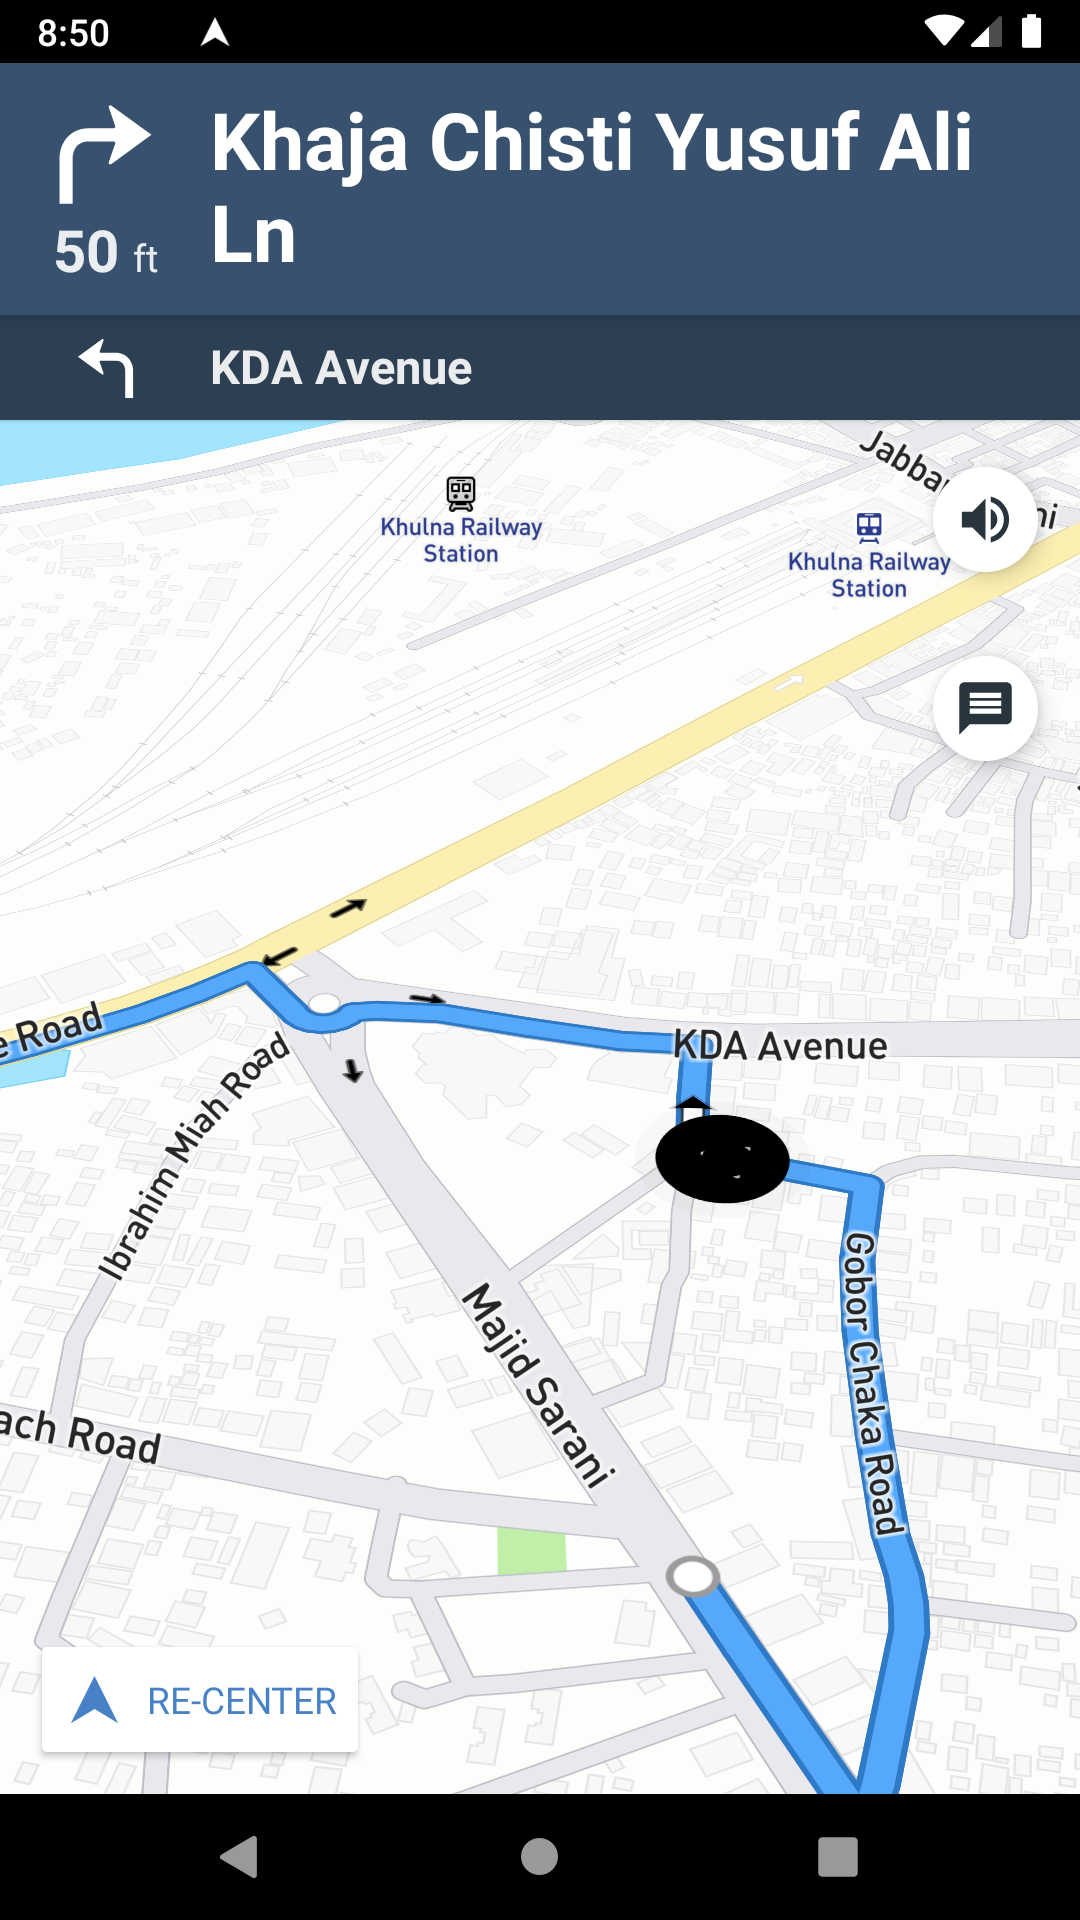 8:50
Khaja Chisti Yusuf Ali
Ln
50 ft
KDA Avenue
Khulna Railway
Station
Khulna Railway
Station
KDA Avenue
Road
Ibrahim Miah Road
Gobor Chaka Road
Majid Sarani
Road
RE-CENTER